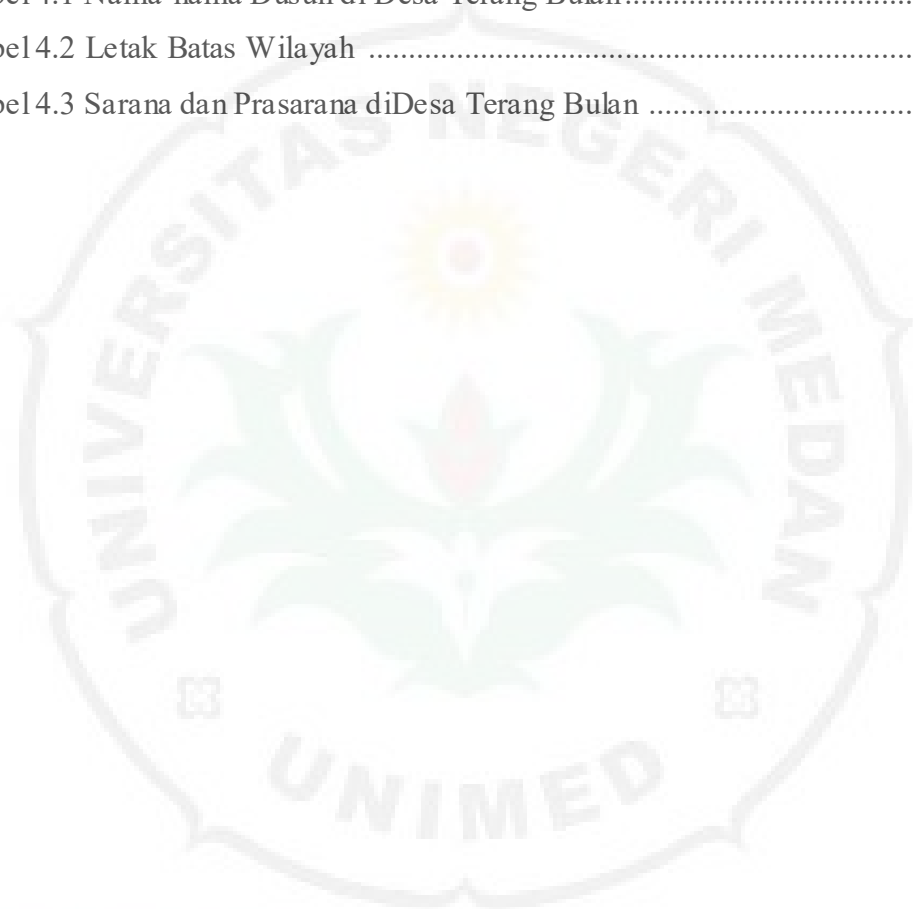 bel 4.1 Nama-nama Dusun di Desa Terang Bulan....................................
bel 4.2 Letak Batas Wilayah ....................................................................
bel 4.3 Sarana dan Prasarana diDesa Terang Bulan .................................
UNIVERSITAS NEGERI MEDAN
UNIMED